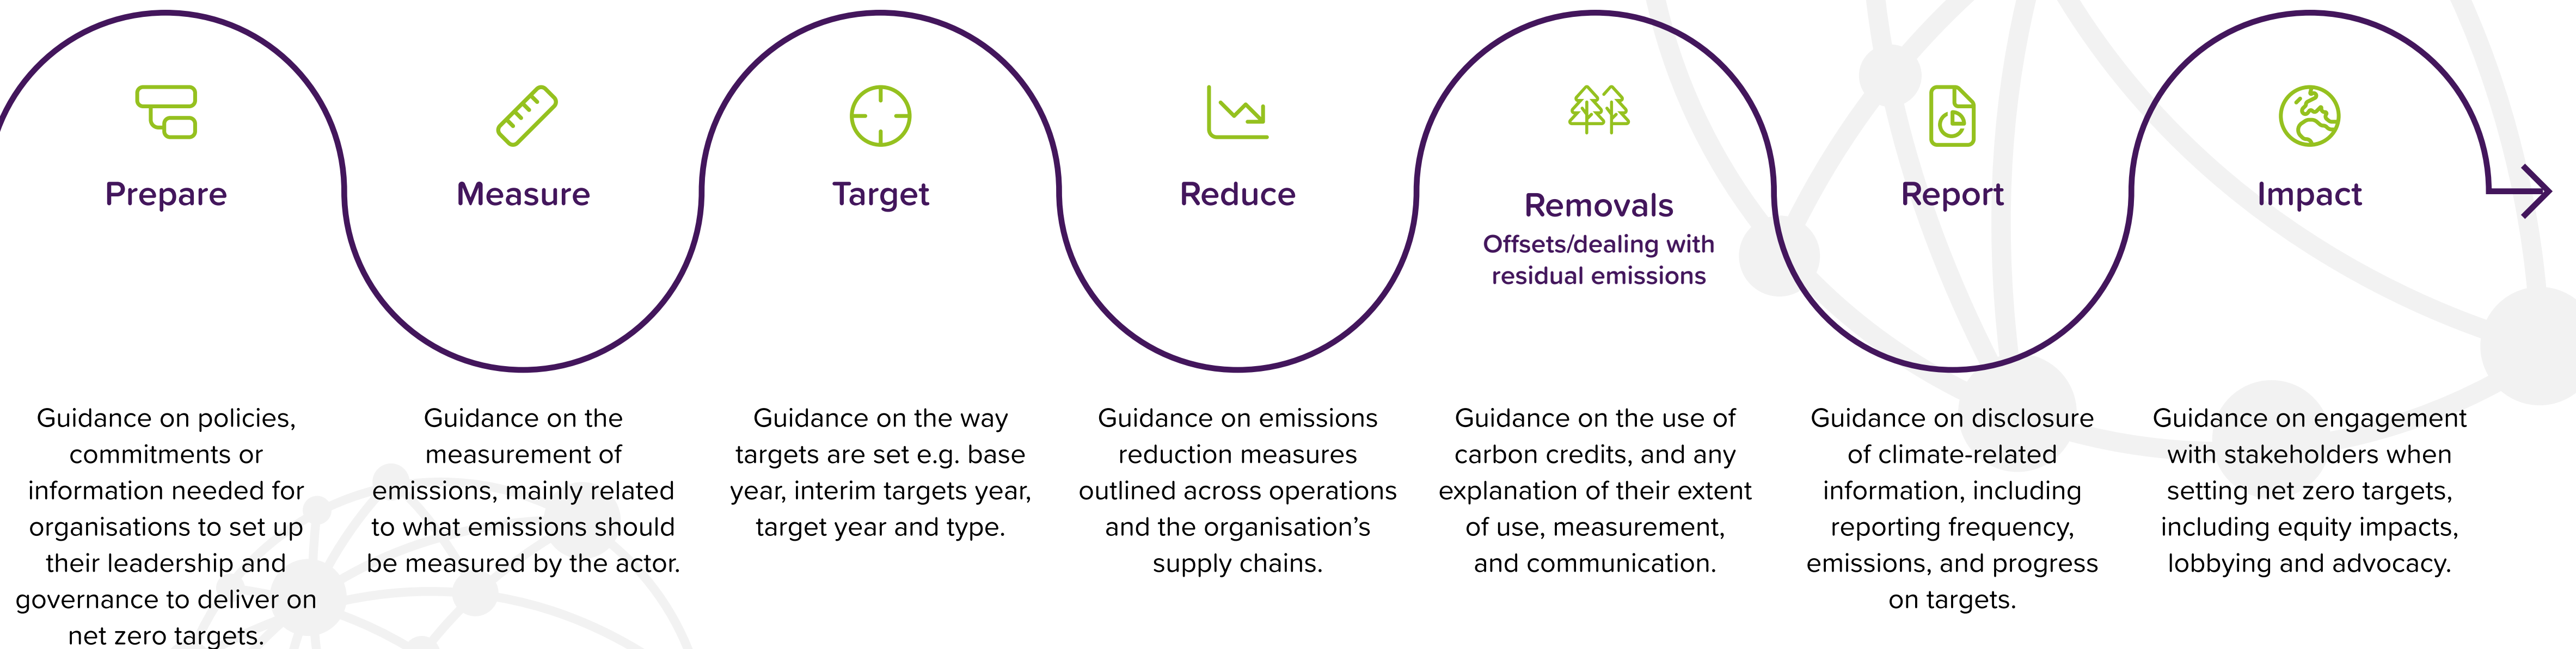 Prepare
Guidance on policies,
commitments or
information needed for
organisations to set up
their leadership and
governance to deliver on
net zero targets.
Measure
Guidance on the
measurement of
emissions, mainly related
to what emissions should
be measured by the actor.
Target
Guidance on the way
targets are set e.g. base
year, interim targets year,
target year and type.
Reduce
Guidance on emissions
reduction measures
outlined across operations
and the organisation’s
supply chains.
Removals
Offsets/dealing with
residual emissions
Guidance on the use of
carbon credits, and any
explanation of their extent
of use, measurement,
and communication.
Report
Guidance on disclosure
of climate-related
information, including
reporting frequency,
emissions, and progress
on targets.
Impact
Guidance on engagement
with stakeholders when
setting net zero targets,
including equity impacts,
lobbying and advocacy.